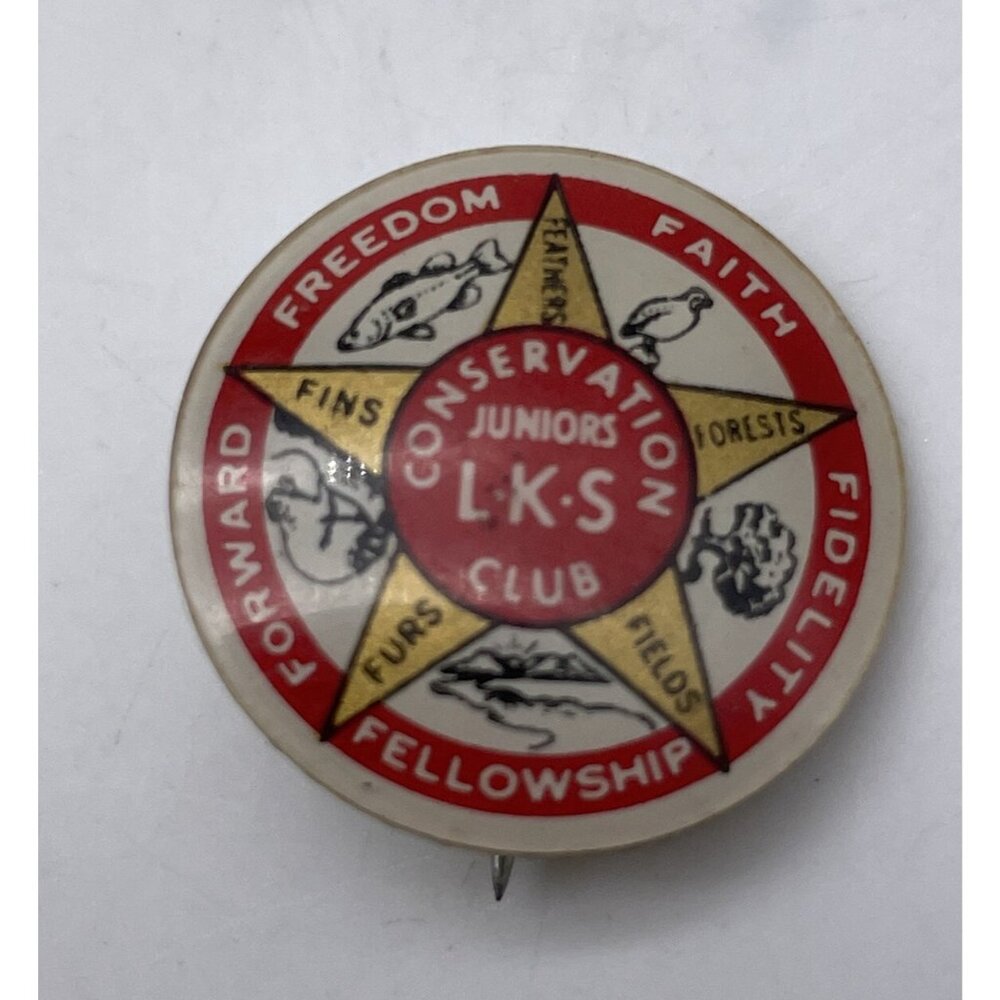 FREEDOM
FAITH
FIDELITY
FELLOWSHIP
FORWARD
FEATHERS
FORESTS
FIELDS
FURS
FINS
CONSERVATION
JUNIORS
L·K·S
CLUB